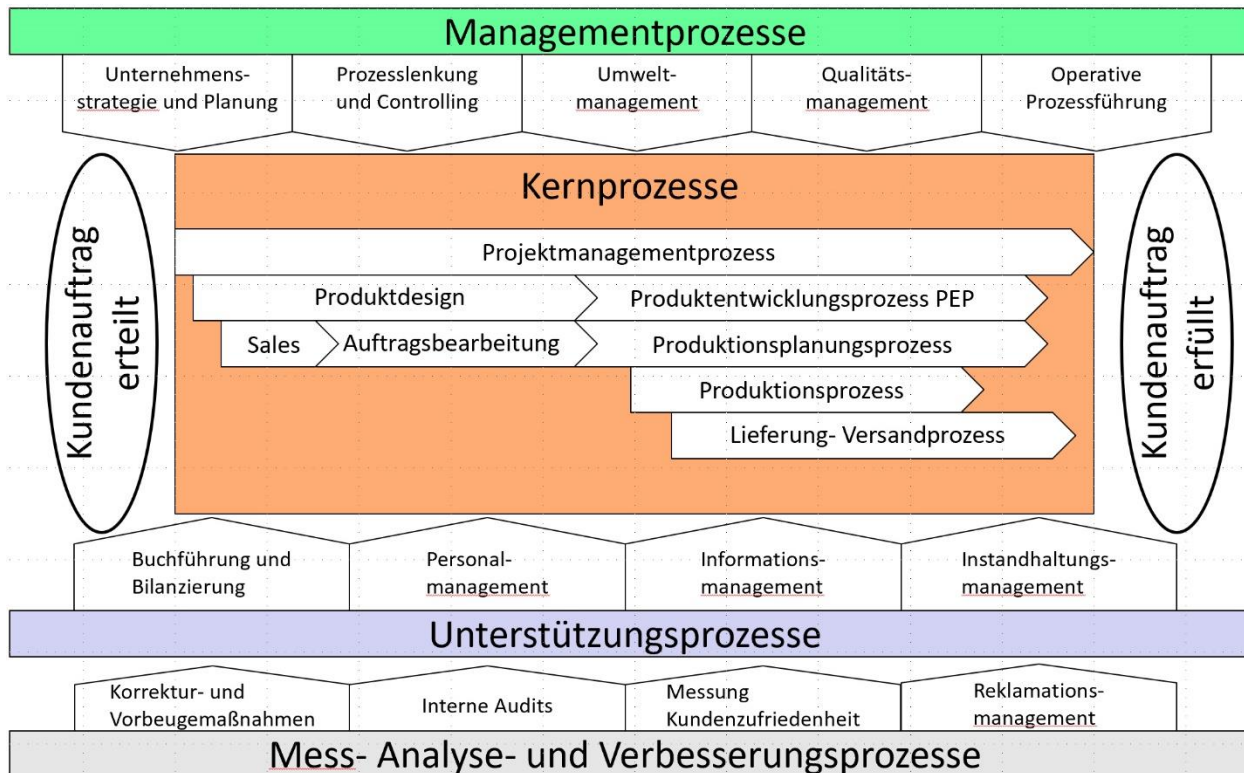 Managementprozesse
Unternehmens-
strategie und Planung
Prozesslenkung
und Controlling
Umwelt-
management
Qualitäts-
management
Operative
Prozessführung
Kundenauftrag
erteilt
Kernprozesse
Projektmanagementprozess
Produktdesign
Produktentwicklungsprozess PEP
Sales
Auftragsbearbeitung
Produktionsplanungsprozess
Produktionsprozess
Lieferung- Versandprozess
Kundenauftrag
erfüllt
Buchführung und
Bilanzierung
Personal-
management
Informations-
management
Instandhaltungs-
management
Unterstützungsprozesse
Korrektur- und
Vorbeugemaßnahmen
Interne Audits
Messung
Kundenzufriedenheit
Reklamations-
management
Mess- Analyse- und Verbesserungsprozesse